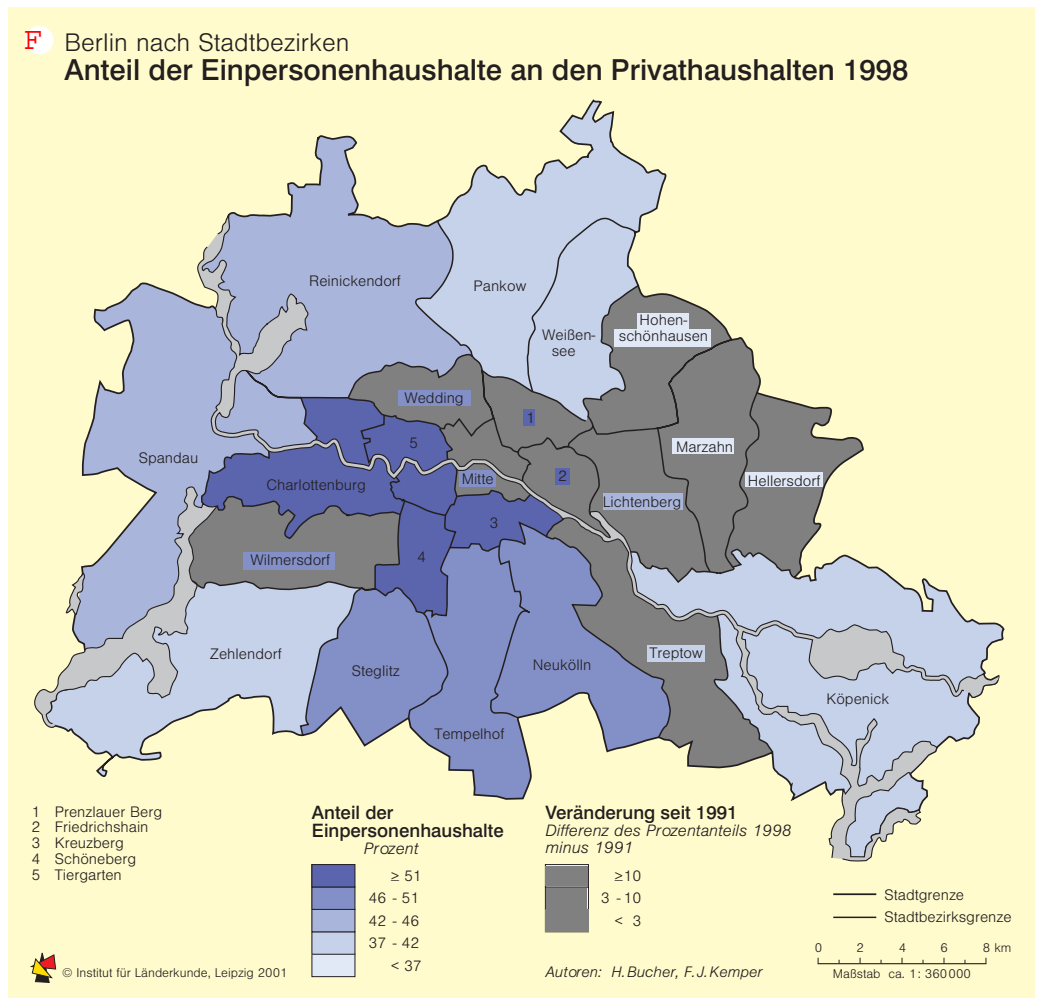 F
Berlin nach Stadtbezirken
Anteil der Einpersonenhaushalte an den Privathaushalten 1998
Reinickendorf
Pankow
Weißen-
see
Hohen-
schönhausen
Wedding
1
5
Marzahn
Spandau
Charlottenburg
Mitte
2
Hellersdorf
Lichtenberg
3
Wilmersdorf
4
Zehlendorf
Steglitz
Neukölln
Treptow
Köpenick
Tempelhof
1 Prenzlauer Berg
2 Friedrichshain
3 Kreuzberg
4 Schöneberg
5 Tiergarten
Anteil der
Einpersonenhaushalte
Prozent
≥ 51
46 - 51
42 - 46
37 - 42
< 37
Veränderung seit 1991
Differenz des Prozentanteils 1998
minus 1991
≥10
3 - 10
< 3
Stadtgrenze
Stadtbezirksgrenze
0 2 4 6 8 km
Maßstab ca. 1: 360000
© Institut für Länderkunde, Leipzig 2001
Autoren: H.Bucher, F.J.Kemper